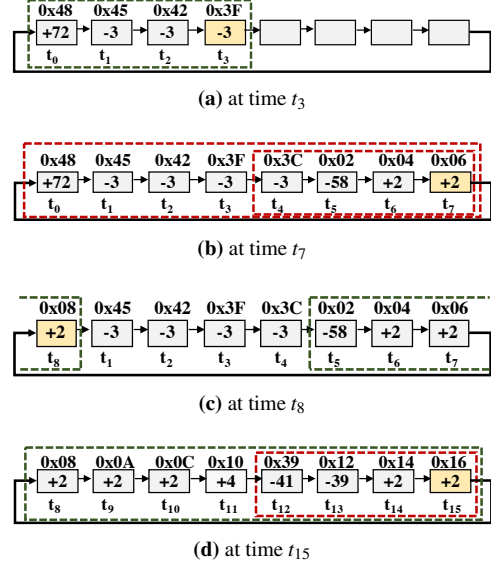 0x48 0x45 0x42 0x3F
+72 -3 -3 -3
t0 t1 t2 t3
(a) at time t3
0x48 0x45 0x42 0x3F 0x3C 0x02 0x04 0x06
+72 -3 -3 -3 -3 -58 +2 +2
t0 t1 t2 t3 t4 t5 t6 t7
(b) at time t7
0x08 0x45 0x42 0x3F 0x3C 0x02 0x04 0x06
+2 -3 -3 -3 -3 -58 +2 +2
t8 t1 t2 t3 t4 t5 t6 t7
(c) at time t8
0x08 0x0A 0x0C 0x10 0x39 0x12 0x14 0x16
+2 +2 +2 +4 -41 -39 +2 +2
t8 t9 t10 t11 t12 t13 t14 t15
(d) at time t15